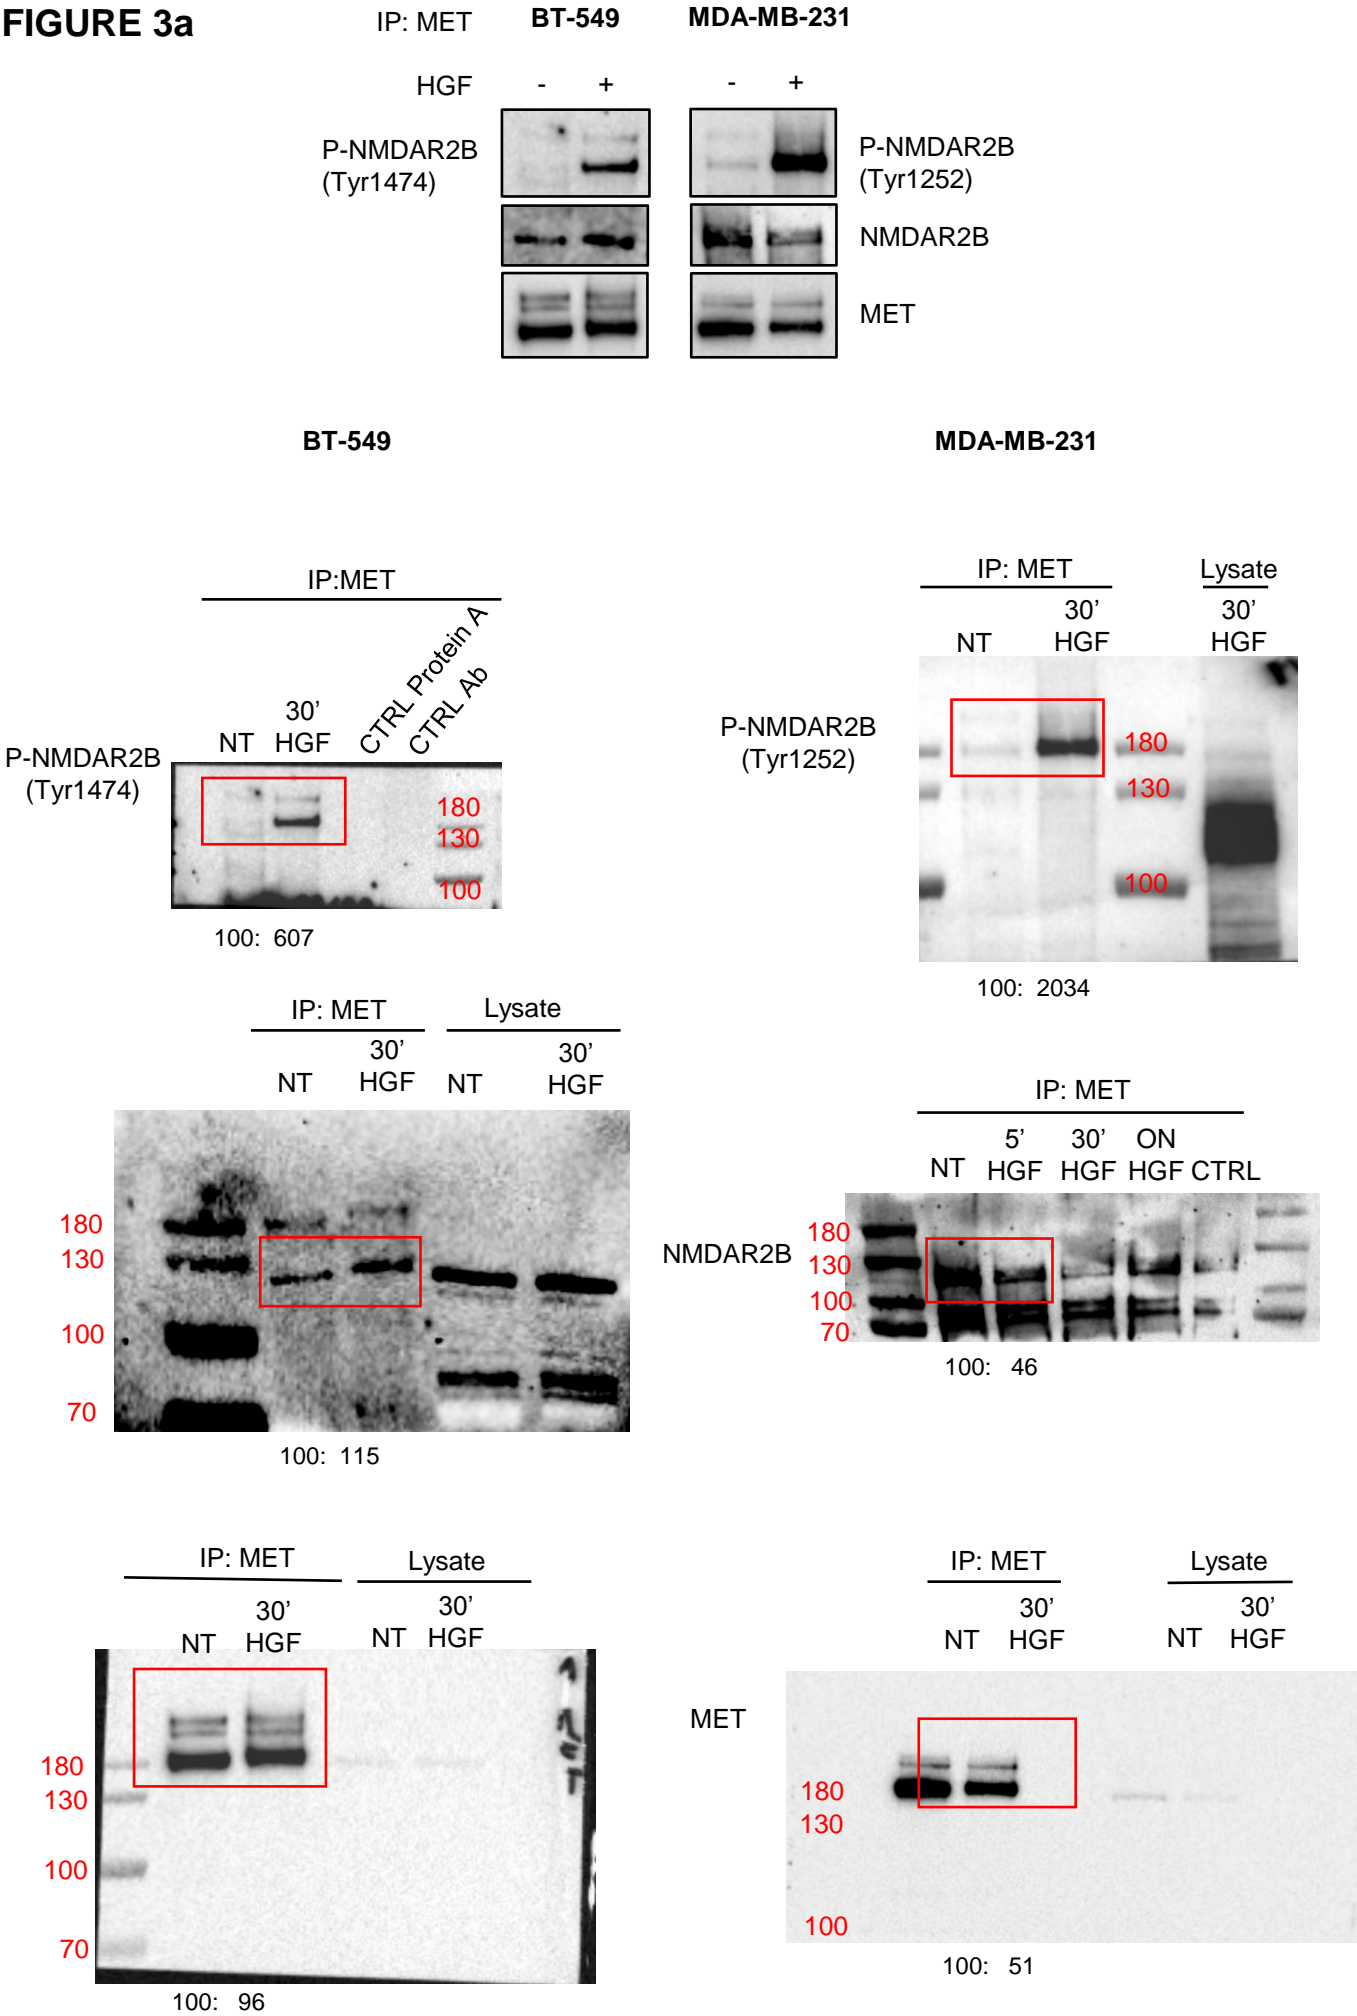 FIGURE 3a
IP: MET BT-549 MDA-MB-231
HGF - + - +
P-NMDAR2B
(Tyr1474)
P-NMDAR2B
(Tyr1252)
NMDAR2B
MET
BT-549 MDA-MB-231
IP:MET
NT
30’
HGF
CTRL Protein A
CTRL Ab
P-NMDAR2B
(Tyr1474)
180
130
100
100: 607
IP: MET Lysate
30’ 30’
NT HGF HGF
P-NMDAR2B
(Tyr1252)
180
130
100
100: 2034
IP: MET Lysate
30’ 30’
NT HGF NT HGF
180
130
100
70
100: 115
IP: MET
5’ 30’ ON
NT HGF HGF HGF CTRL
NMDAR2B
180
130
100
70
100: 46
IP: MET Lysate
30’ 30’
NT HGF NT HGF
180
130
100
70
100: 96
IP: MET Lysate
30’ 30’
NT HGF NT HGF
MET
180
130
100
100: 51